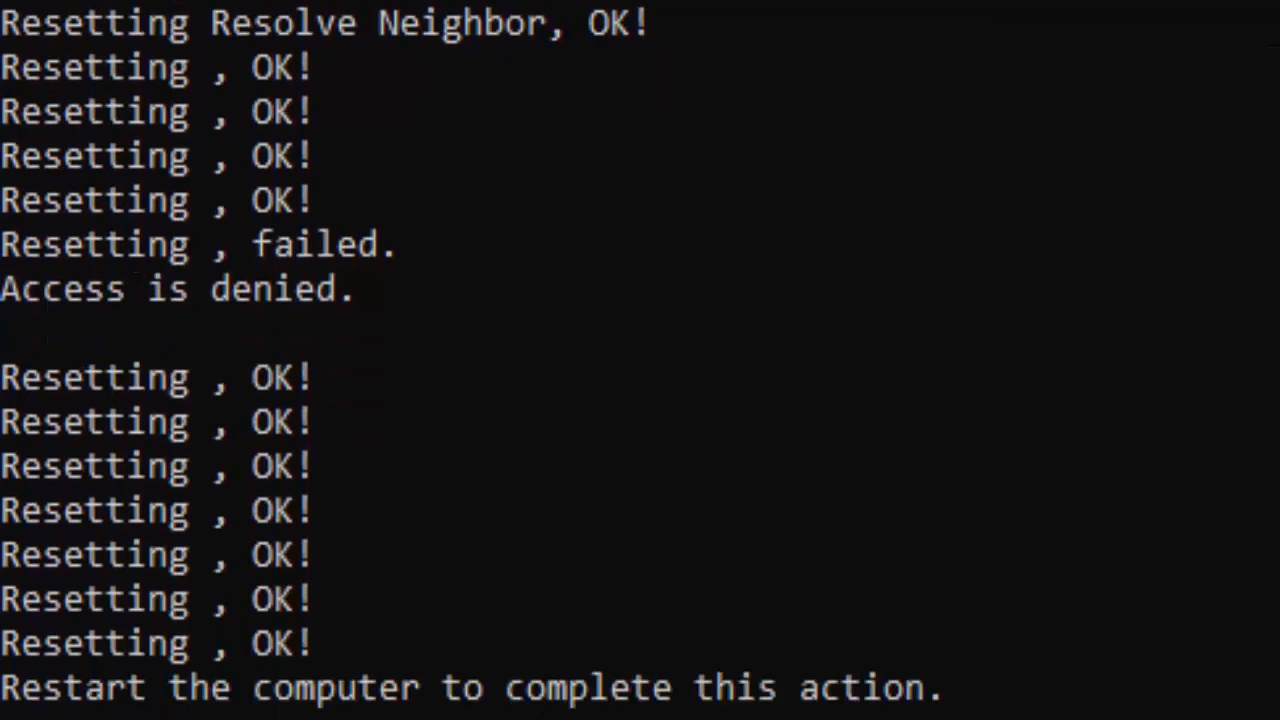 Resetting Resolve Neighbor, OK!
Resetting , OK!
Resetting , OK!
Resetting , OK!
Resetting , OK!
Resetting , failed.
Access is denied.
Resetting , OK!
Resetting , OK!
Resetting , OK!
Resetting , OK!
Resetting , OK!
Resetting , OK!
Resetting , OK!
Restart the computer to complete this action.